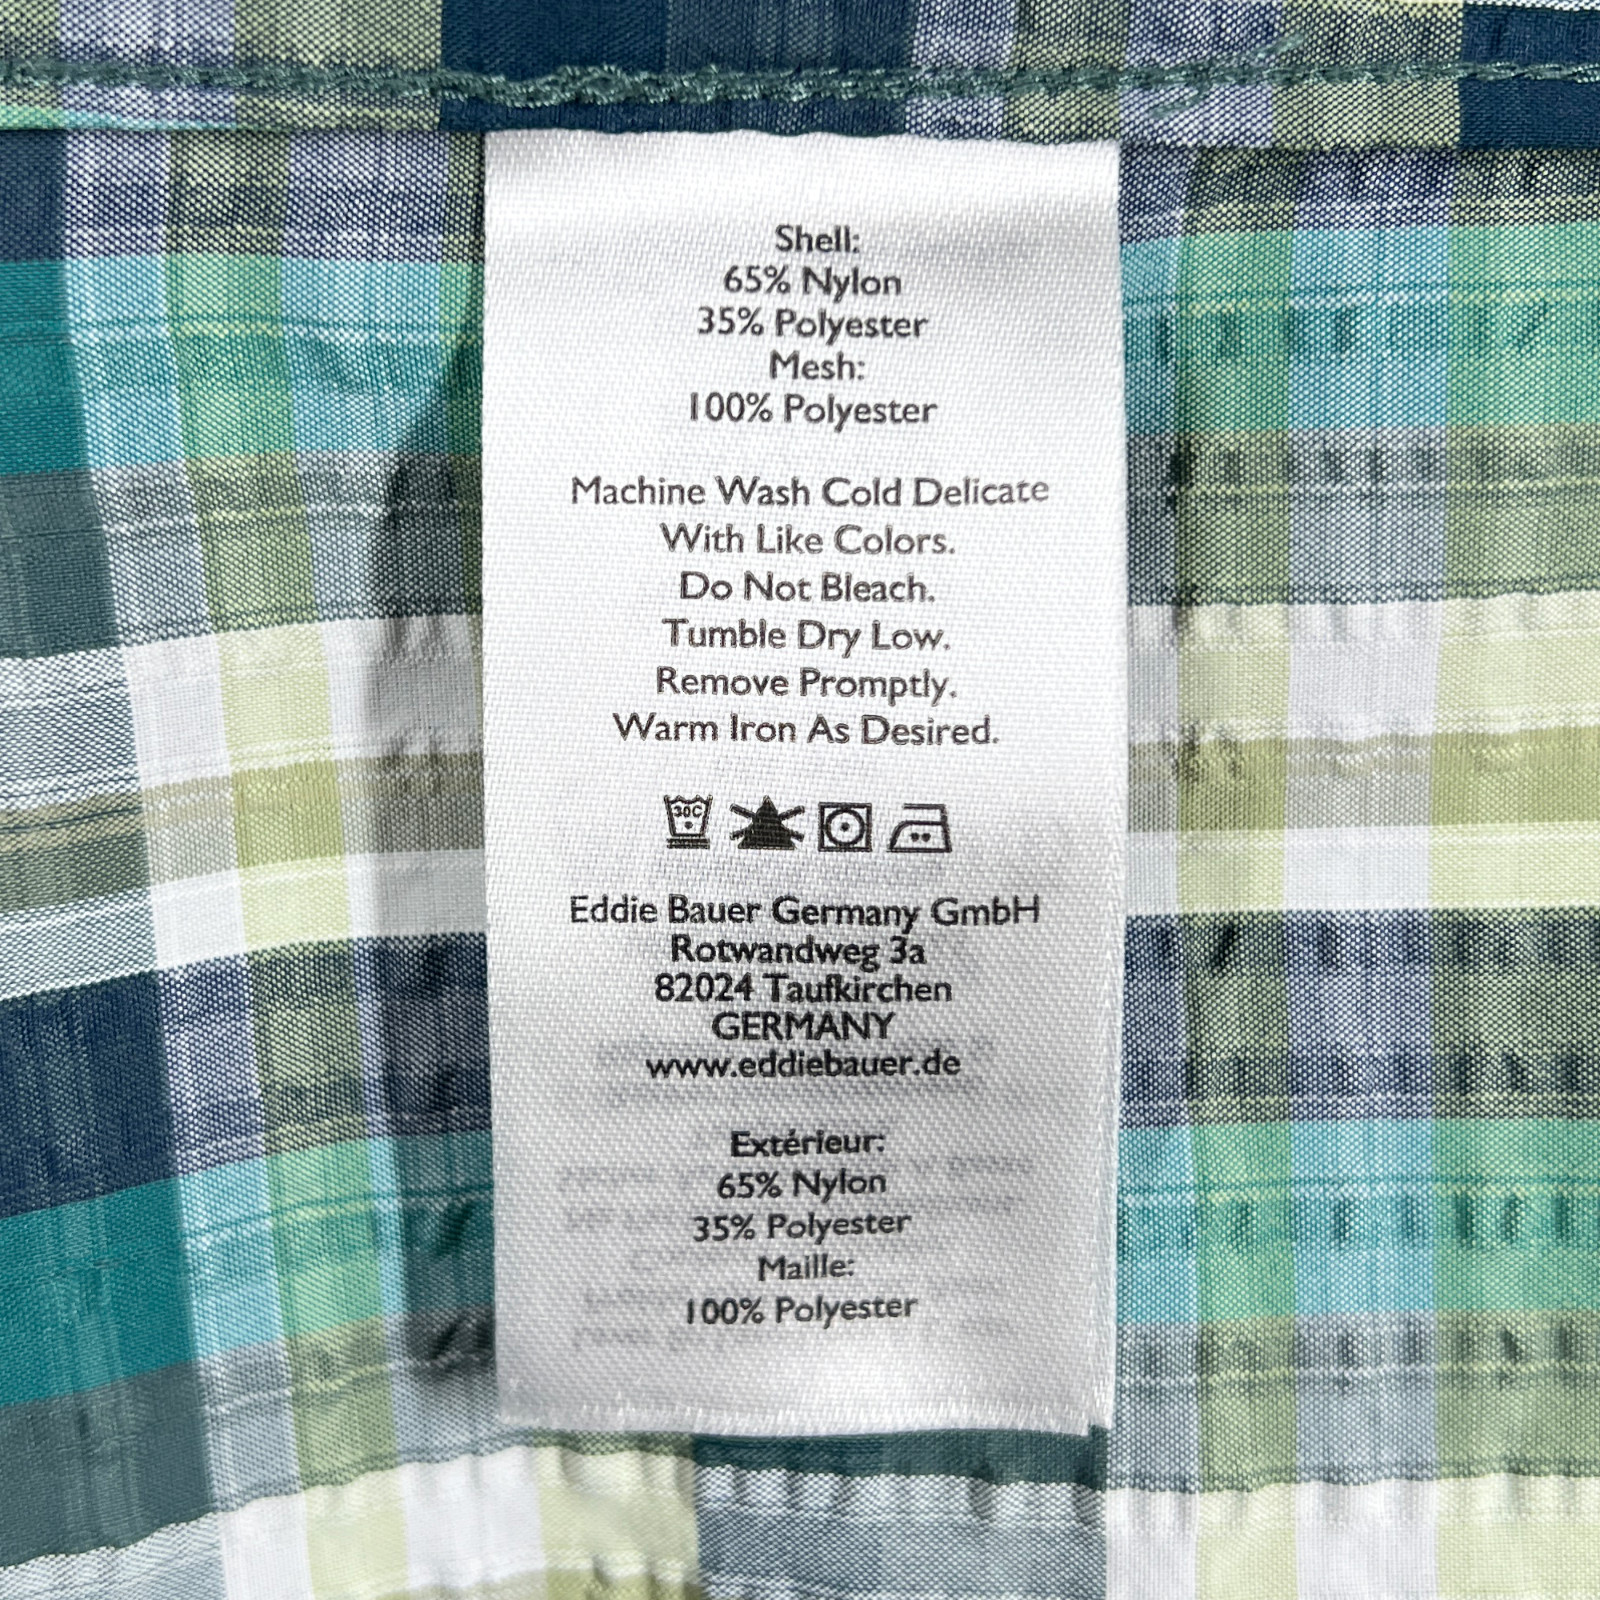 Shell:
65% Nylon
35% Polyester
Mesh:
100% Polyester
Machine Wash Cold Delicate
With Like Colors.
Do Not Bleach.
Tumble Dry Low.
Remove Promptly.
Warm Iron As Desired.
30C
Eddie Bauer Germany GmbH
Rotwandweg 3a
82024 Taufkirchen
GERMANY
www.eddiebauer.de
Extérieur:
65% Nylon
35% Polyester
Maille:
100% Polyester